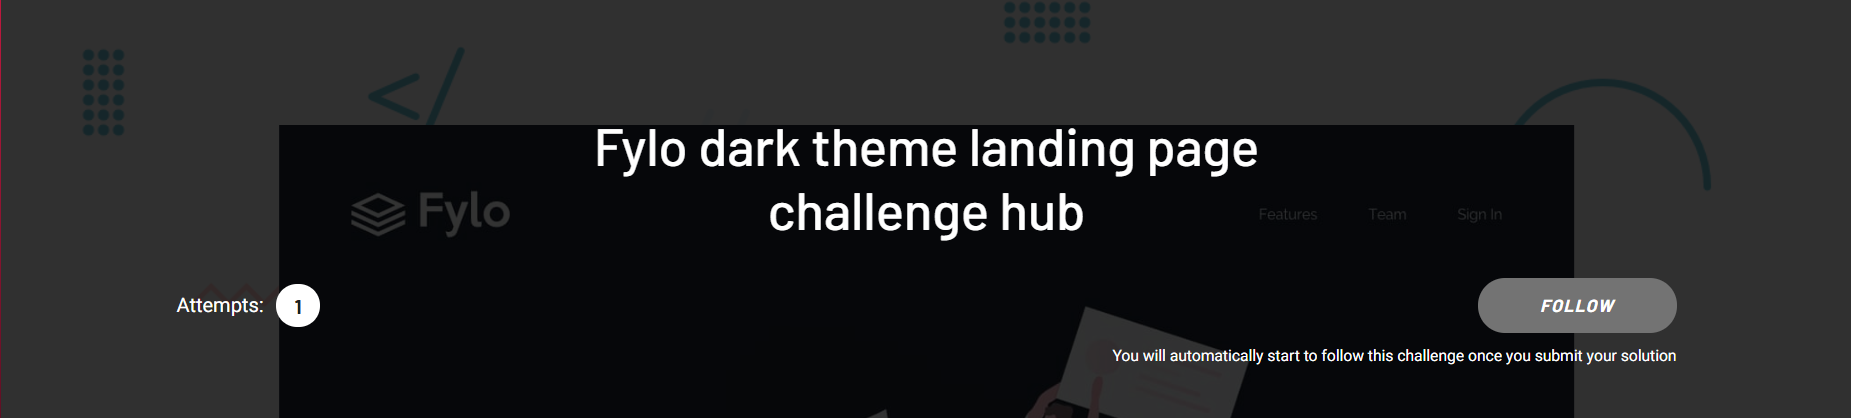 Fylo dark theme landing page
challenge hub
Fylo
Features Team Sign In
Attempts: 1
FOLLOW
You will automatically start to follow this challenge once you submit your solution